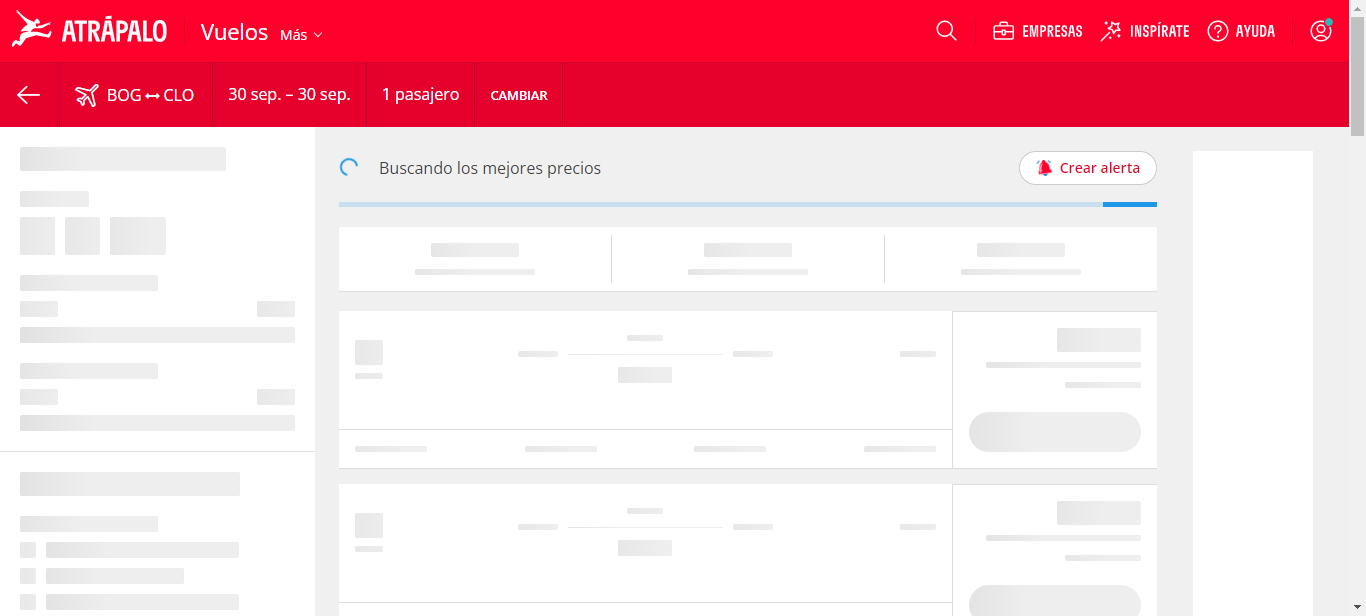 ATRÁPALO Vuelos Más EMPRESAS INSPÍRATE AYUDA
BOG ↔ CLO 30 sep. – 30 sep. 1 pasajero CAMBIAR
Buscando los mejores precios Crear alerta